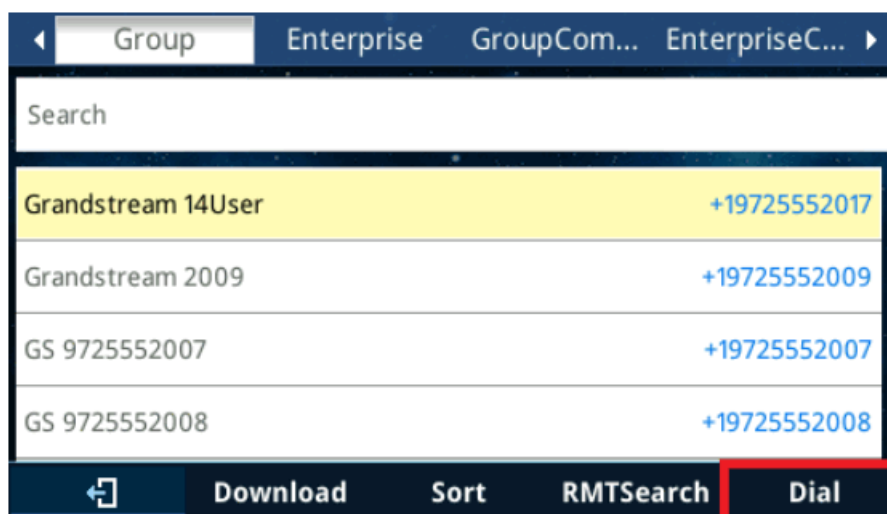 Group Enterprise GroupCom... EnterpriseC...
Search
Grandstream 14User +19725552017
Grandstream 2009 +19725552009
GS 9725552007 +19725552007
GS 9725552008 +19725552008
Download Sort RMTSearch Dial